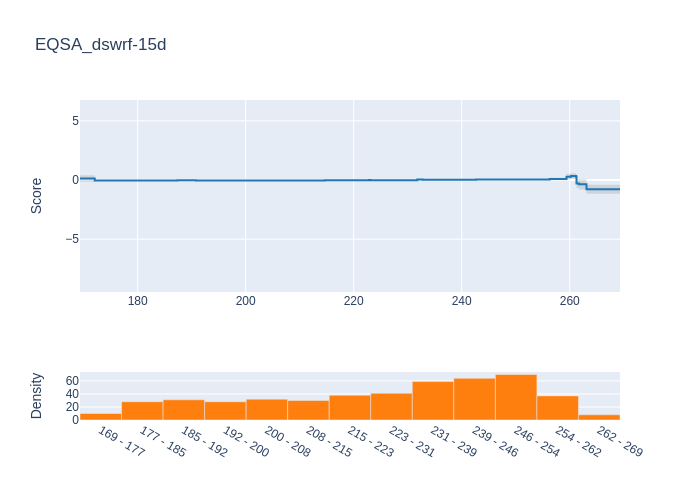 EQSA_dswrf-15d
Score
5
0
−5
180
200
220
240
260
Density
60
40
20
0
169 - 177
177 - 185
185 - 192
192 - 200
200 - 208
208 - 215
215 - 223
223 - 231
231 - 239
239 - 246
246 - 254
254 - 262
262 - 269